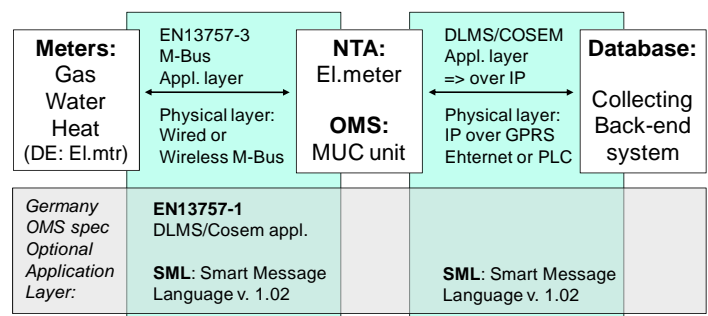 Meters:
Gas
Water
Heat
(DE: El.mtr)
EN13757-3
M-Bus
Appl. layer
Physical layer:
Wired or
Wireless M-Bus
NTA:
El.meter
OMS:
MUC unit
DLMS/COSEM
Appl. layer
=> over IP
Physical layer:
IP over GPRS
Ehternet or PLC
Database:
Collecting
Back-end
system
Germany
OMS spec
Optional
Application
Layer:
EN13757-1
DLMS/Cosem appl.
SML: Smart Message
Language v. 1.02
SML: Smart Message
Language v. 1.02